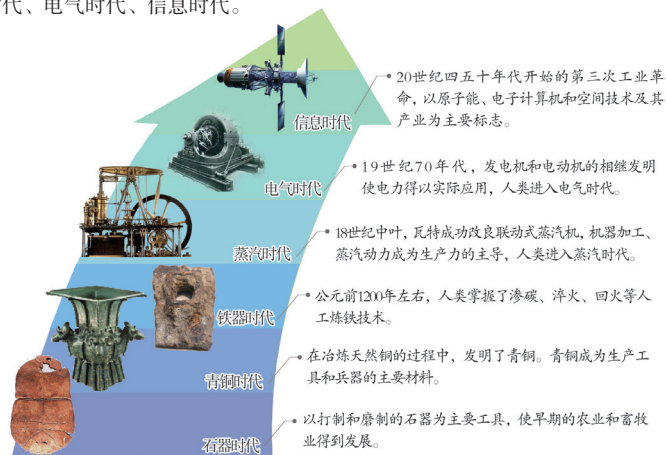 代、电气时代、信息时代。
20世纪四五十年代开始的第三次工业革
命，以原子能、电子计算机和空间技术及其
产业为主要标志。
信息时代
19世纪70年代，发电机和电动机的相继发明
使电力得以实际应用，人类进入电气时代。
电气时代
18世纪中叶，瓦特成功改良联动式蒸汽机，机器加工、
蒸汽动力成为生产力的主导，人类进入蒸汽时代。
蒸汽时代
公元前1200年左右，人类掌握了渗碳、淬火、回火等人
工炼铁技术。
铁器时代
在冶炼天然铜的过程中，发明了青铜。青铜成为生产工
具和兵器的主要材料。
青铜时代
以打制和磨制的石器为主要工具，使早期的农业和畜牧
业得到发展。
石器时代